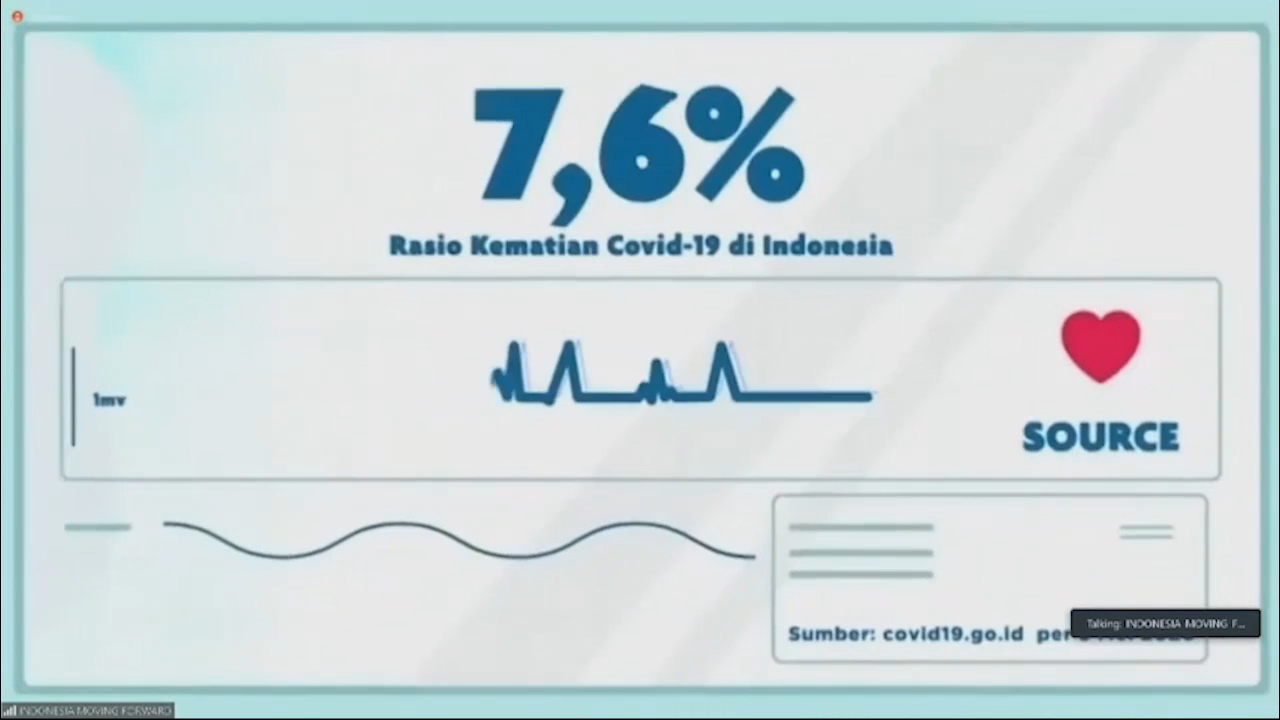 7,6%
Rasio Kematian Covid-19 di Indonesia
1mv
SOURCE
Sumber: covid19.go.id per
Talking: INDONESIA MOVING F...
INDONESIA MOVING FORWARD